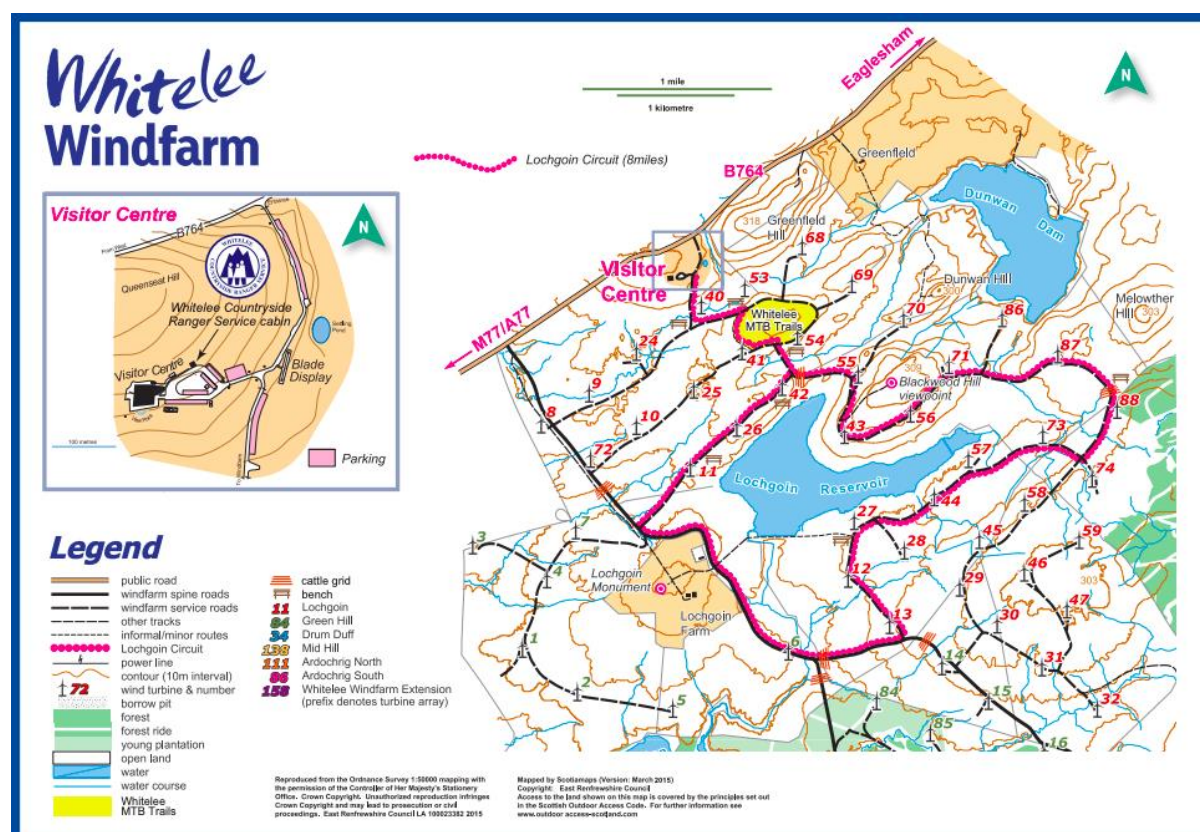 Whitelee
Windfarm
Visitor Centre
B764
N
Queenseat Hill
WHITELEE
COUNTRYSIDE RANGER SERVICE
Whitelee Countryside
Ranger Service cabin
Visitor Centre
Blade
Display
Settling
Pond
100 metres
Parking
Legend
public road
windfarm spine roads
windfarm service roads
other tracks
informal/minor routes
Lochgoin Circuit
power line
contour (10m interval)
72 wind turbine & number
borrow pit
forest
forest ride
young plantation
open land
water
water course
Whitelee
MTB Trails
cattle grid
bench
11 Lochgoin
84 Green Hill
34 Drum Duff
138 Mid Hill
111 Ardochrig North
86 Ardochrig South
158 Whitelee Windfarm Extension
(prefix denotes turbine array)
1 mile
1 kilometre
Lochgoin Circuit (8miles)
Eaglesham
N
B764
Greenfield
Dunwan
Dam
318
Greenfield
Hill
68
Visitor
Centre
53
69
Dunwan Hill
300
Melowther
Hill
303
40
Whitelee
MTB Trails
70
86
M77/A77
24
41
54
55
309
71
87
Blackwood Hill
viewpoint
9
25
42
56
88
8
10
26
43
73
72
11
57
74
Lochgoin Reservoir
44
58
27
45
59
3
7
28
4
Lochgoin
Monument
12
29
46
303
Lochgoin
Farm
13
47
1
6
30
14
31
2
5
84
15
32
85
16
Reproduced from the Ordnance Survey 1:50000 mapping with
the permission of the Controller of Her Majesty's Stationery
Office. Crown Copyright. Unauthorized reproduction infringes
Crown Copyright and may lead to prosecution or civil
proceedings. East Renfrewshire Council LA 100023382 2015
Mapped by Scotiamaps (Version: March 2015)
Copyright: East Renfrewshire Council
Access to the land shown on this map is covered by the principles set out
in the Scottish Outdoor Access Code. For further information see
www.outdoor access-scotland.com